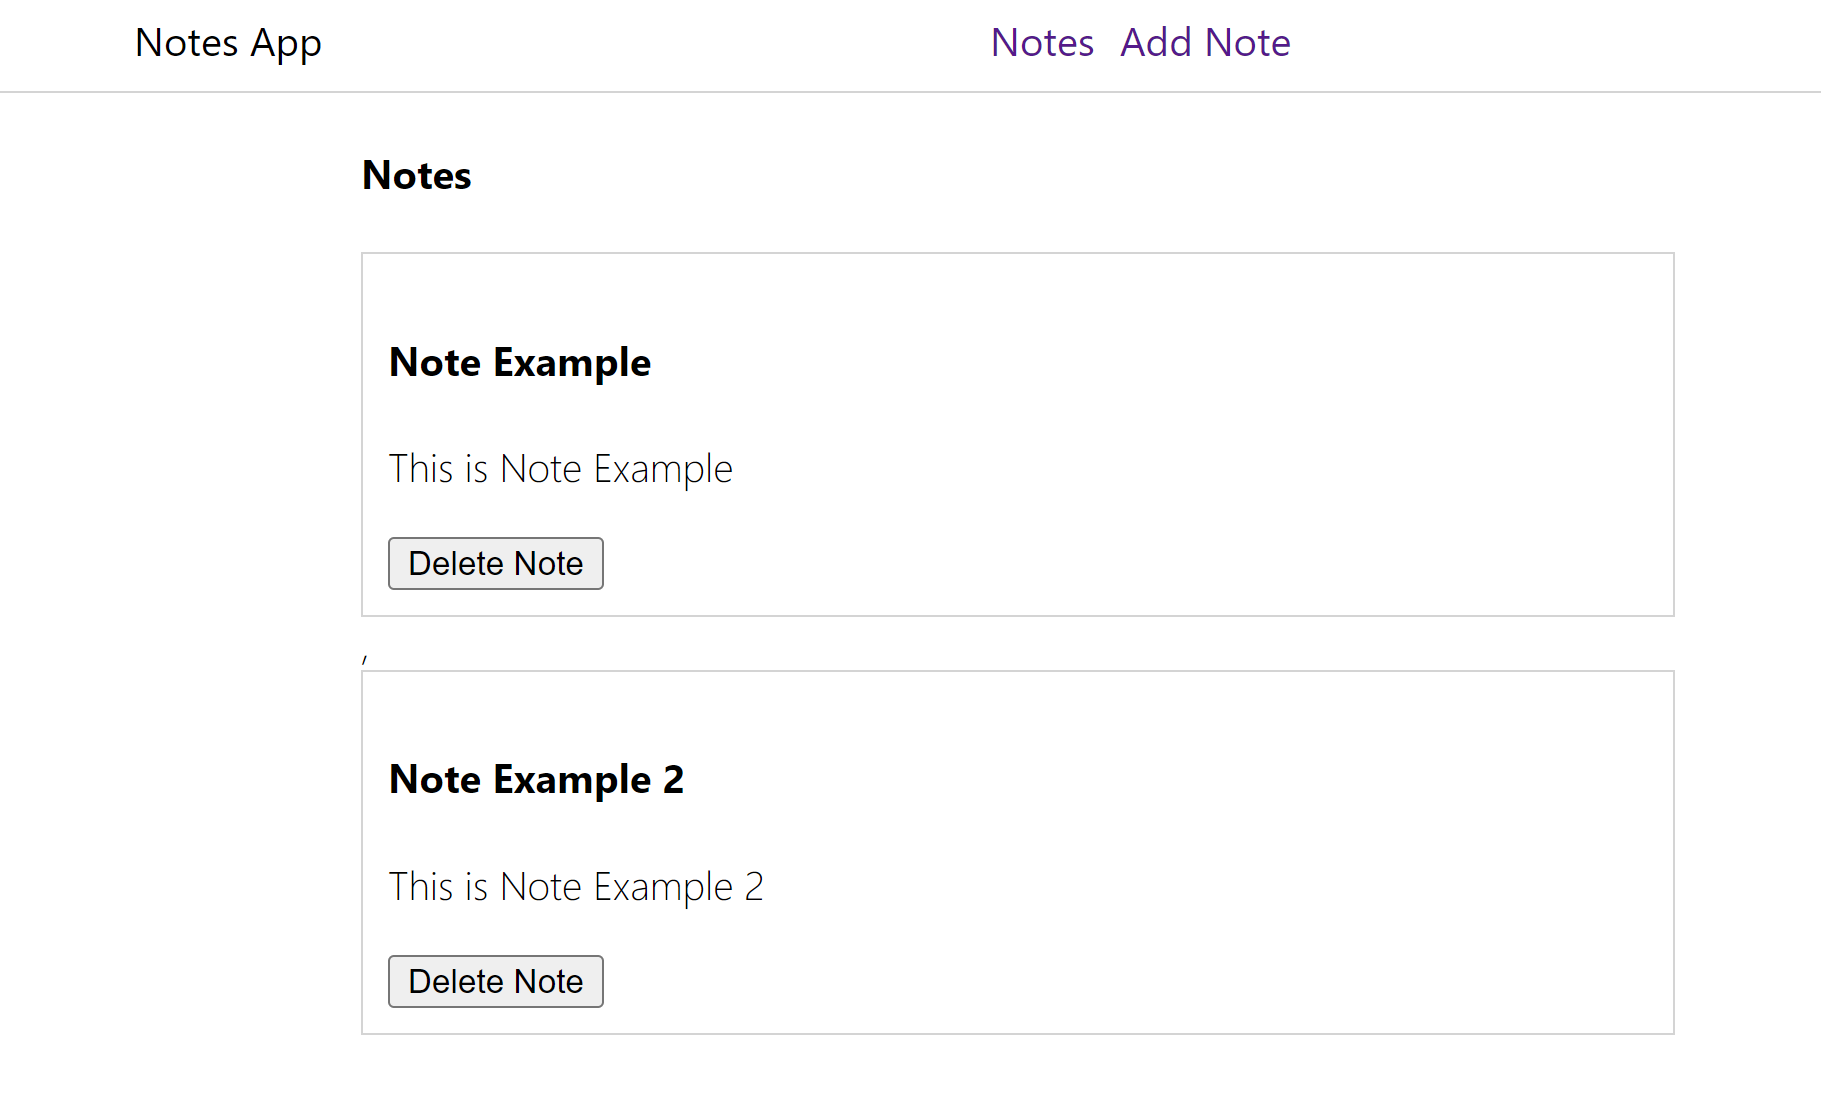 Notes App Notes Add Note
Notes
Note Example
This is Note Example
Delete Note
,
Note Example 2
This is Note Example 2
Delete Note